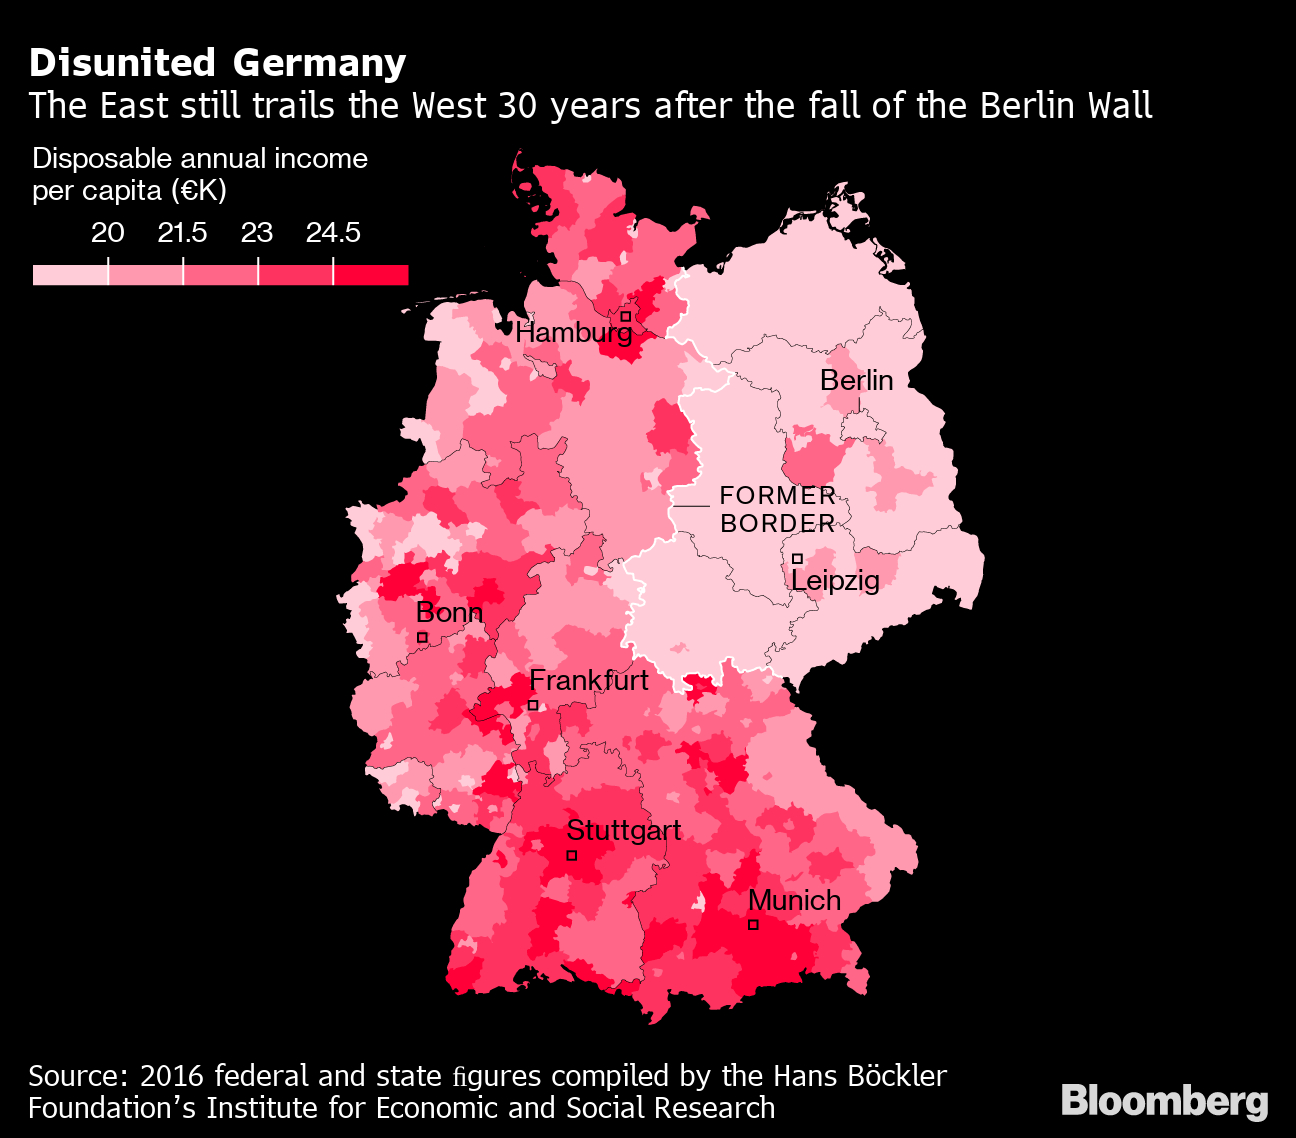 Disunited Germany
The East still trails the West 30 years after the fall of the Berlin Wall
Disposable annual income
per capita (€K)
20 21.5 23 24.5
Hamburg
Berlin
FORMER
BORDER
Leipzig
Bonn
Frankfurt
Stuttgart
Munich
Source: 2016 federal and state figures compiled by the Hans Böckler
Foundation’s Institute for Economic and Social Research
Bloomberg